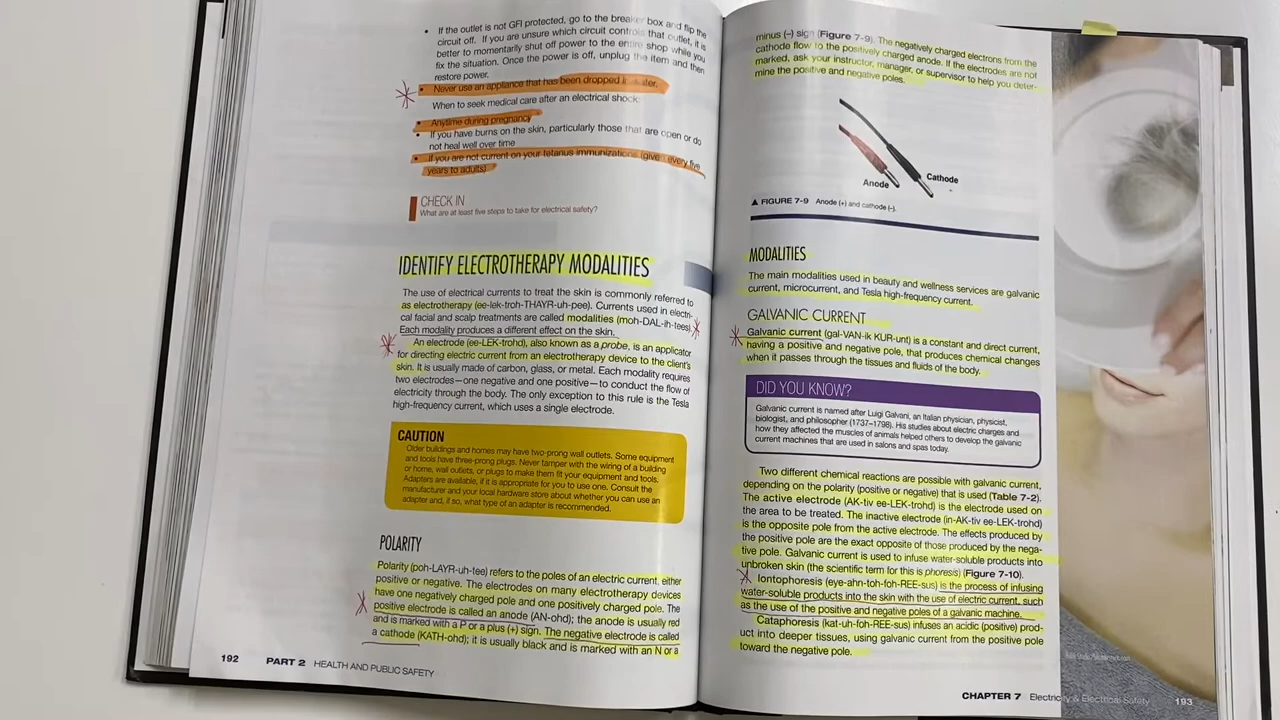 • If the outlet is not GFI protected, go to the breaker box and flip the
circuit off. If you are unsure which circuit controls that outlet, it is
better to momentarily shut off power to the entire shop while you
fix the situation. Once the power is off, unplug the item and then
restore power.
• Never use an appliance that has been dropped in water.
When to seek medical care after an electrical shock:
• Anytime during pregnancy
• If you have burns on the skin, particularly those that are open or do
not heal well over time
• If you are not current on your tetanus immunizations (given every five
years to adults)
CHECK IN
What are at least five steps to take for electrical safety?
IDENTIFY ELECTROTHERAPY MODALITIES
The use of electrical currents to treat the skin is commonly referred to
as electrotherapy (ee-lek-troh-THAYR-uh-pee). Currents used in electri-
cal facial and scalp treatments are called modalities (moh-DAL-ih-tees).
Each modality produces a different effect on the skin.
An electrode (ee-LEK-trohd), also known as a probe, is an applicator
for directing electric current from an electrotherapy device to the client's
skin. It is usually made of carbon, glass, or metal. Each modality requires
two electrodes—one negative and one positive—to conduct the flow of
electricity through the body. The only exception to this rule is the Tesla
high-frequency current, which uses a single electrode.
CAUTION
Older buildings and homes may have two-prong wall outlets. Some equipment
and tools have three-prong plugs. Never tamper with the wiring of a building
or home, wall outlets, or plugs to make them fit your equipment and tools.
Adapters are available, if it is appropriate for you to use one. Consult the
manufacturer and your local hardware store about whether you can use an
adapter and, if so, what type of an adapter is recommended.
POLARITY
Polarity (poh-LAYR-uh-tee) refers to the poles of an electric current, either
positive or negative. The electrodes on many electrotherapy devices
have one negatively charged pole and one positively charged pole. The
positive electrode is called an anode (AN-ohd); the anode is usually red
and is marked with a P or a plus (+) sign. The negative electrode is called
a cathode (KATH-ohd); it is usually black and is marked with an N or a
192 PART 2 HEALTH AND PUBLIC SAFETY
minus (–) sign (Figure 7-9). The negatively charged electrons from the
cathode flow to the positively charged anode. If the electrodes are not
marked, ask your instructor, manager, or supervisor to help you deter-
mine the positive and negative poles.
Anode
Cathode
▲ FIGURE 7-9 Anode (+) and cathode (–).
MODALITIES
The main modalities used in beauty and wellness services are galvanic
current, microcurrent, and Tesla high-frequency current.
GALVANIC CURRENT
Galvanic current (gal-VAN-ik KUR-unt) is a constant and direct current,
having a positive and negative pole, that produces chemical changes
when it passes through the tissues and fluids of the body.
DID YOU KNOW?
Galvanic current is named after Luigi Galvani, an Italian physician, physicist,
biologist, and philosopher (1737–1798). His studies about electric charges and
how they affected the muscles of animals helped others to develop the galvanic
current machines that are used in salons and spas today.
Two different chemical reactions are possible with galvanic current,
depending on the polarity (positive or negative) that is used (Table 7-2).
The active electrode (AK-tiv ee-LEK-trohd) is the electrode used on
the area to be treated. The inactive electrode (in-AK-tiv ee-LEK-trohd)
is the opposite pole from the active electrode. The effects produced by
the positive pole are the exact opposite of those produced by the nega-
tive pole. Galvanic current is used to infuse water-soluble products into
unbroken skin (the scientific term for this is phoresis) (Figure 7-10).
Iontophoresis (eye-ahn-toh-foh-REE-sus) is the process of infusing
water-soluble products into the skin with the use of electric current, such
as the use of the positive and negative poles of a galvanic machine.
Cataphoresis (kat-uh-foh-REE-sus) infuses an acidic (positive) prod-
uct into deeper tissues, using galvanic current from the positive pole
toward the negative pole.
CHAPTER 7 Electricity & Electrical Safety 193